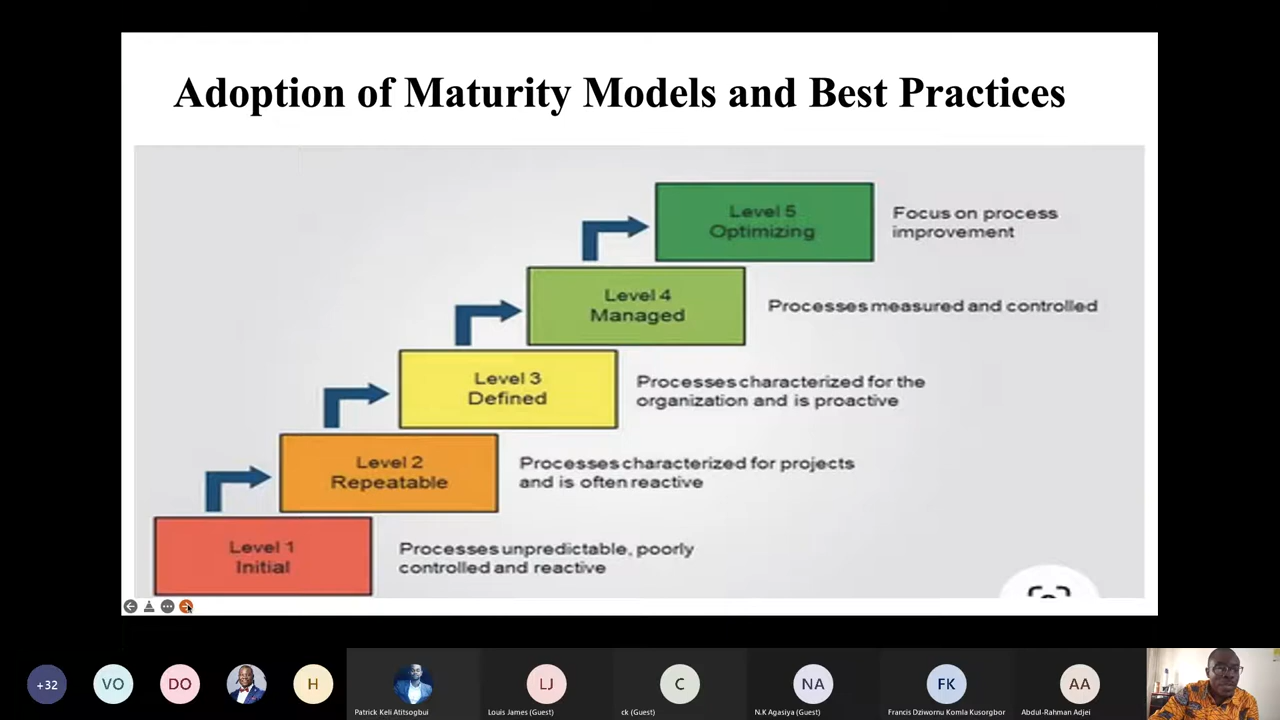 Adoption of Maturity Models and Best Practices
Level 5
Optimizing
Focus on process
improvement
Level 4
Managed
Processes measured and controlled
Level 3
Defined
Processes characterized for the
organization and is proactive
Level 2
Repeatable
Processes characterized for projects
and is often reactive
Level 1
Initial
Processes unpredictable, poorly
controlled and reactive
+32
VO
DO
H
LJ
C
NA
FK
AA
Patrick Keli Atitsogbui
Louis James (Guest)
ck (Guest)
N.K Agasiya (Guest)
Francis Dziwornu Komla Kusorgbor
Abdul-Rahman Adjei